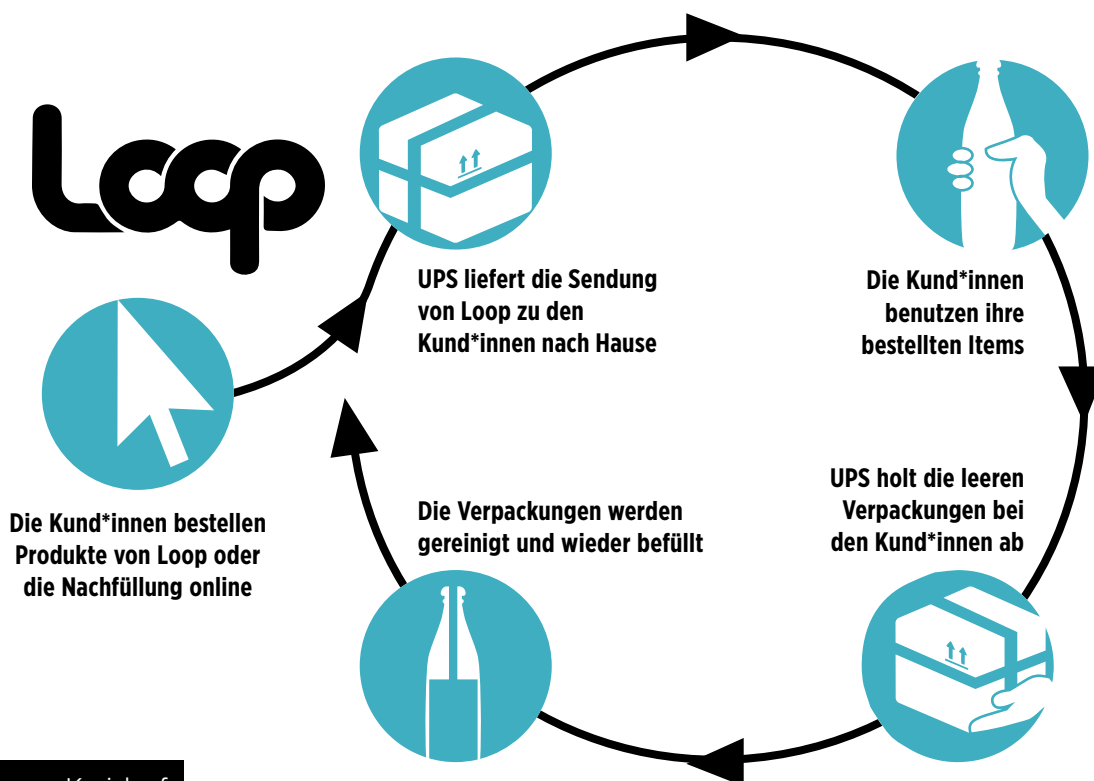 Loop
UPS liefert die Sendung
von Loop zu den
Kund*innen nach Hause
Die Kund*innen
benutzen ihre
bestellten Items
UPS holt die leeren
Verpackungen bei
den Kund*innen ab
Die Verpackungen werden
gereinigt und wieder befüllt
Die Kund*innen bestellen
Produkte von Loop oder
die Nachfüllung online